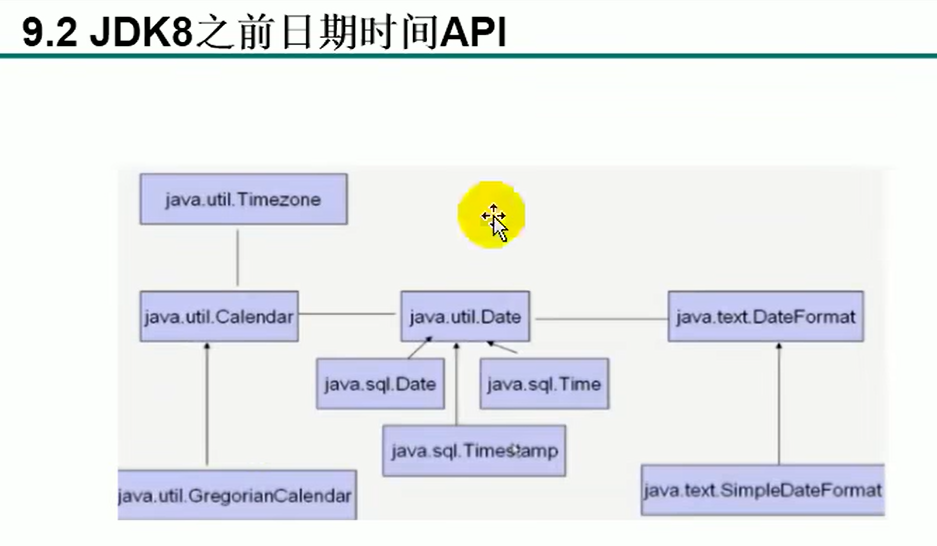 9.2 JDK8之前日期时间API
java.util.Timezone
java.util.Calendar
java.util.Date
java.text.DateFormat
java.sql.Date
java.sql.Time
java.sql.Timestamp
java.util.GregorianCalendar
java.text.SimpleDateFormat